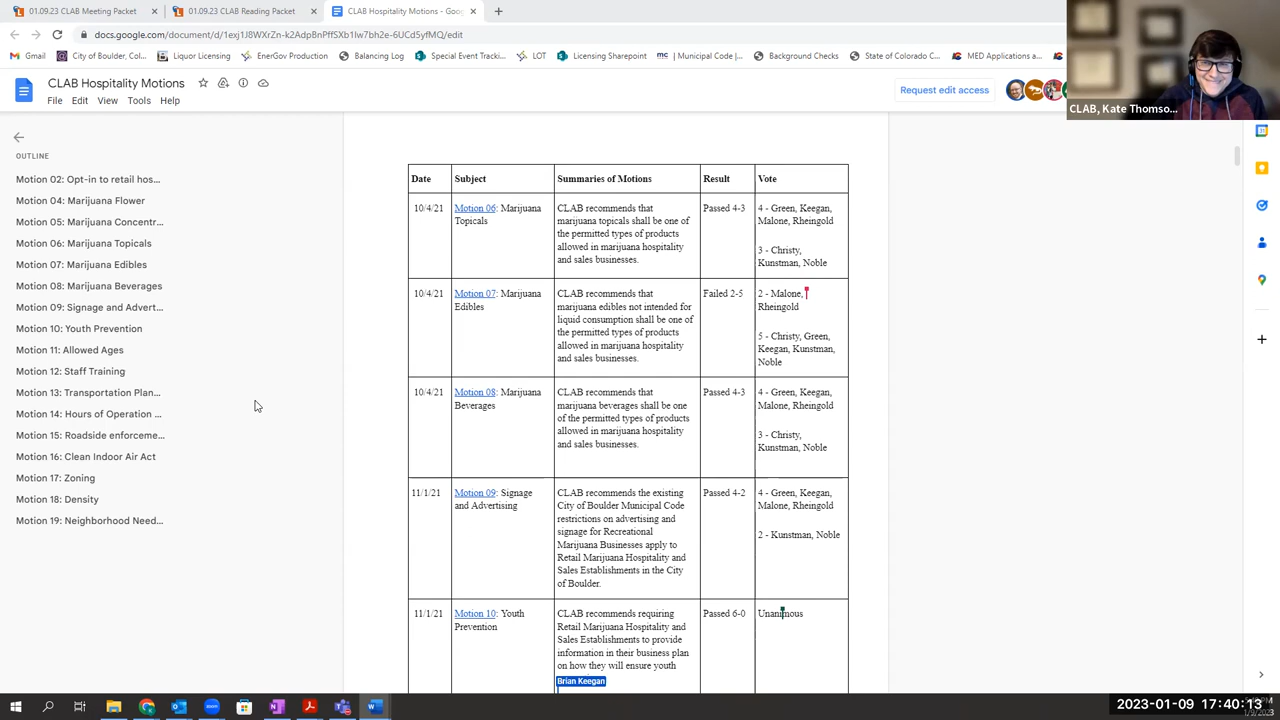 01.09.23 CLAB Meeting Packet
01.09.23 CLAB Reading Packet
CLAB Hospitality Motions - Goog
docs.google.com/document/d/1exj1J8WXrZn-k2AdpBnPffSXb1Iw7bh2e-6UCd5yfMQ/edit
Gmail
City of Boulder, Col...
Liquor Licensing
EnerGov Production
Balancing Log
Special Event Tracki...
LOT
Licensing Sharepoint
mc | Municipal Code |...
Background Checks
State of Colorado C...
MED Applications a
CLAB, Kate Thomso...
CLAB Hospitality Motions
File Edit View Tools Help
Request edit access
OUTLINE
Motion 02: Opt-in to retail hos...
Motion 04: Marijuana Flower
Motion 05: Marijuana Concentr...
Motion 06: Marijuana Topicals
Motion 07: Marijuana Edibles
Motion 08: Marijuana Beverages
Motion 09: Signage and Advert...
Motion 10: Youth Prevention
Motion 11: Allowed Ages
Motion 12: Staff Training
Motion 13: Transportation Plan...
Motion 14: Hours of Operation ...
Motion 15: Roadside enforceme...
Motion 16: Clean Indoor Air Act
Motion 17: Zoning
Motion 18: Density
Motion 19: Neighborhood Need...
Date Subject Summaries of Motions Result Vote
10/4/21
Motion 06: Marijuana
Topicals
CLAB recommends that
marijuana topicals shall be one of
the permitted types of products
allowed in marijuana hospitality
and sales businesses.
Passed 4-3
4 - Green, Keegan,
Malone, Rheingold
3 - Christy,
Kunstman, Noble
10/4/21
Motion 07: Marijuana
Edibles
CLAB recommends that
marijuana edibles not intended for
liquid consumption shall be one of
the permitted types of products
allowed in marijuana hospitality
and sales businesses.
Failed 2-5
2 - Malone,
Rheingold
5 - Christy, Green,
Keegan, Kunstman,
Noble
10/4/21
Motion 08: Marijuana
Beverages
CLAB recommends that
marijuana beverages shall be one
of the permitted types of products
allowed in marijuana hospitality
and sales businesses.
Passed 4-3
4 - Green, Keegan,
Malone, Rheingold
3 - Christy,
Kunstman, Noble
11/1/21
Motion 09: Signage
and Advertising
CLAB recommends the existing
City of Boulder Municipal Code
restrictions on advertising and
signage for Recreational
Marijuana Businesses apply to
Retail Marijuana Hospitality and
Sales Establishments in the City
of Boulder.
Passed 4-2
4 - Green, Keegan,
Malone, Rheingold
2 - Kunstman, Noble
11/1/21
Motion 10: Youth
Prevention
CLAB recommends requiring
Retail Marijuana Hospitality and
Sales Establishments to provide
information in their business plan
on how they will ensure youth
Brian Keegan
Passed 6-0
Unanimous
2023-01-09 17:40:13